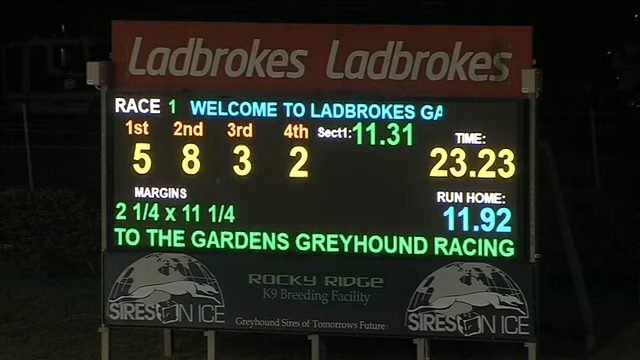 Ladbrokes Ladbrokes
RACE 1 WELCOME TO LADBROKES GA
1st 2nd 3rd 4th Sect1: 11.31 TIME:
5 8 3 2 23.23
MARGINS RUN HOME:
2 1/4 x 11 1/4 11.92
TO THE GARDENS GREYHOUND RACING
ROCKY RIDGE
K9 Breeding Facility
SIRES ON ICE SIRES ON ICE
Greyhound Sires of Tomorrows Future